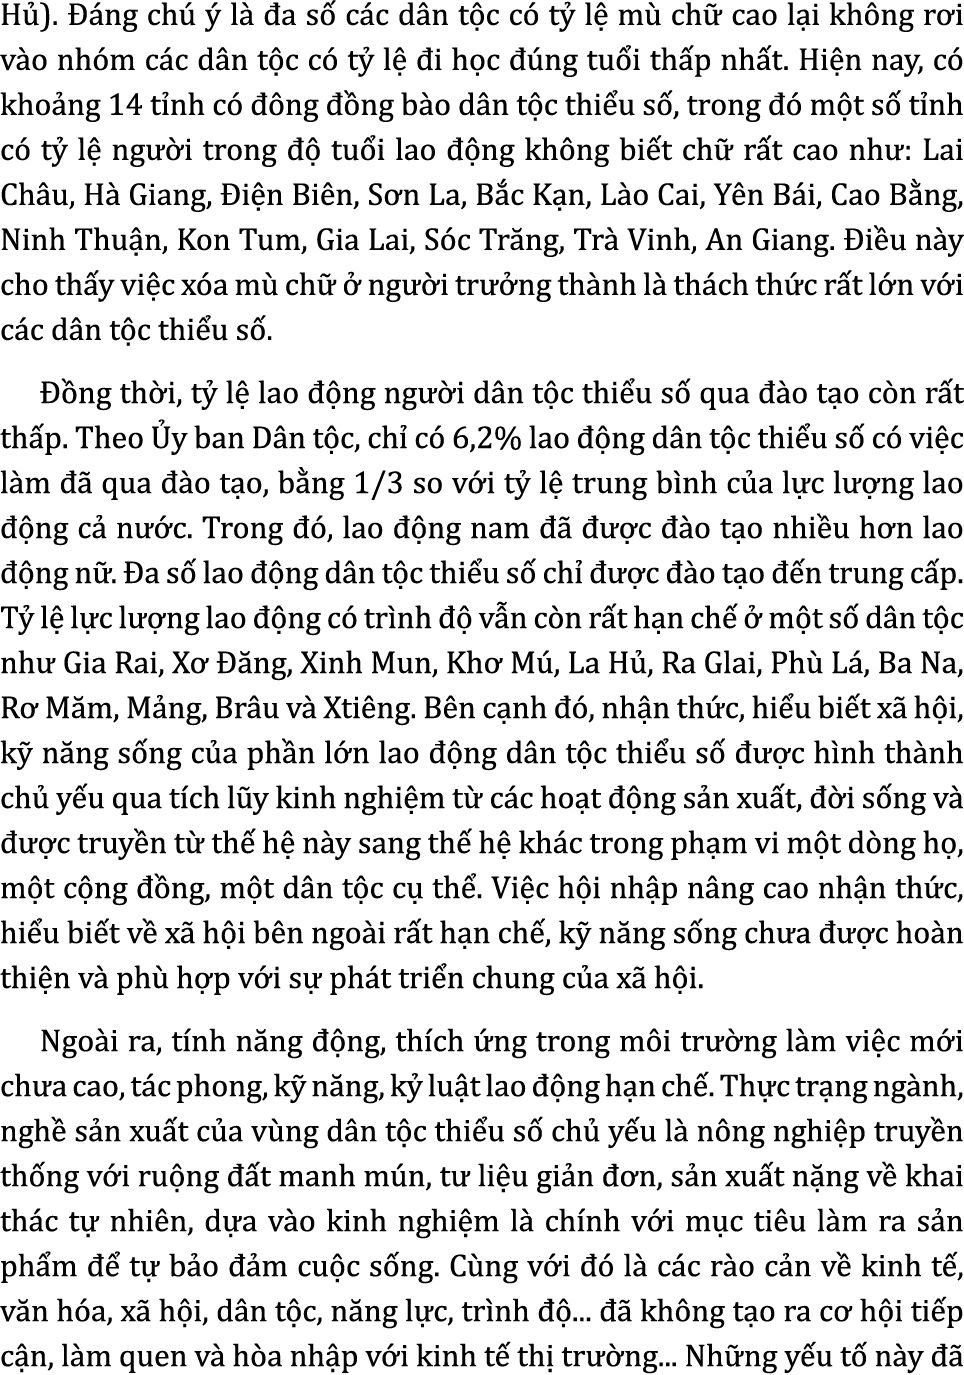 Hủ). Đáng chú ý là đa số các dân tộc có tỷ lệ mù chữ cao lại không rơi
vào nhóm các dân tộc có tỷ lệ đi học đúng tuổi thấp nhất. Hiện nay, có
khoảng 14 tỉnh có đông đồng bào dân tộc thiểu số, trong đó một số tỉnh
có tỷ lệ người trong độ tuổi lao động không biết chữ rất cao như: Lai
Châu, Hà Giang, Điện Biên, Sơn La, Bắc Kạn, Lào Cai, Yên Bái, Cao Bằng,
Ninh Thuận, Kon Tum, Gia Lai, Sóc Trăng, Trà Vinh, An Giang. Điều này
cho thấy việc xóa mù chữ ở người trưởng thành là thách thức rất lớn với
các dân tộc thiểu số.
Đồng thời, tỷ lệ lao động người dân tộc thiểu số qua đào tạo còn rất
thấp. Theo Ủy ban Dân tộc, chỉ có 6,2% lao động dân tộc thiểu số có việc
làm đã qua đào tạo, bằng 1/3 so với tỷ lệ trung bình của lực lượng lao
động cả nước. Trong đó, lao động nam đã được đào tạo nhiều hơn lao
động nữ. Đa số lao động dân tộc thiểu số chỉ được đào tạo đến trung cấp.
Tỷ lệ lực lượng lao động có trình độ vẫn còn rất hạn chế ở một số dân tộc
như Gia Rai, Xơ Đăng, Xinh Mun, Khơ Mú, La Hủ, Ra Glai, Phù Lá, Ba Na,
Rơ Măm, Mảng, Brâu và Xtiêng. Bên cạnh đó, nhận thức, hiểu biết xã hội,
kỹ năng sống của phần lớn lao động dân tộc thiểu số được hình thành
chủ yếu qua tích lũy kinh nghiệm từ các hoạt động sản xuất, đời sống và
được truyền từ thế hệ này sang thế hệ khác trong phạm vi một dòng họ,
một cộng đồng, một dân tộc cụ thể. Việc hội nhập nâng cao nhận thức,
hiểu biết về xã hội bên ngoài rất hạn chế, kỹ năng sống chưa được hoàn
thiện và phù hợp với sự phát triển chung của xã hội.
Ngoài ra, tính năng động, thích ứng trong môi trường làm việc mới
chưa cao, tác phong, kỹ năng, kỷ luật lao động hạn chế. Thực trạng ngành,
nghề sản xuất của vùng dân tộc thiểu số chủ yếu là nông nghiệp truyền
thống với ruộng đất manh mún, tư liệu giản đơn, sản xuất nặng về khai
thác tự nhiên, dựa vào kinh nghiệm là chính với mục tiêu làm ra sản
phẩm để tự bảo đảm cuộc sống. Cùng với đó là các rào cản về kinh tế,
văn hóa, xã hội, dân tộc, năng lực, trình độ... đã không tạo ra cơ hội tiếp
cận, làm quen và hòa nhập với kinh tế thị trường... Những yếu tố này đã